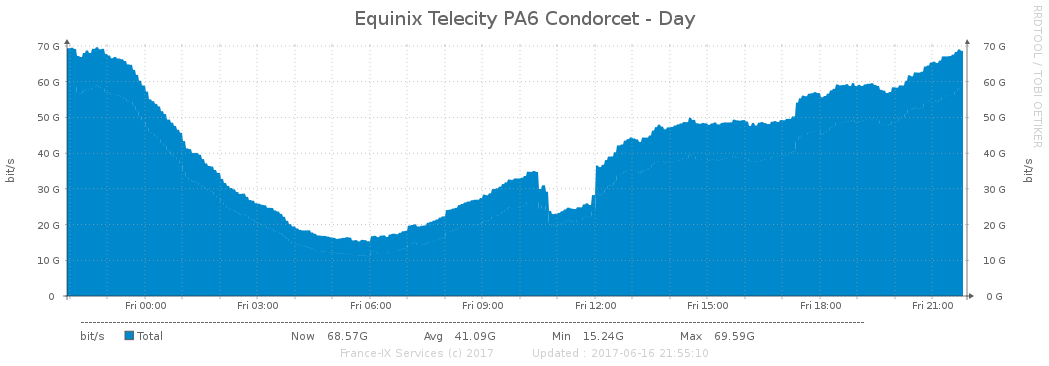 Equinix Telecity PA6 Condorcet - Day
RRDTOOL / TOBI OETIKER
bit/s
70 G
60 G
50 G
40 G
30 G
20 G
10 G
0
70 G
60 G
50 G
40 G
30 G
20 G
10 G
0 G
bit/s
Fri 00:00 Fri 03:00 Fri 06:00 Fri 09:00 Fri 12:00 Fri 15:00 Fri 18:00 Fri 21:00
bit/s Total Now 68.57G Avg 41.09G Min 15.24G Max 69.59G
France-IX Services (c) 2017 Updated : 2017-06-16 21:55:10